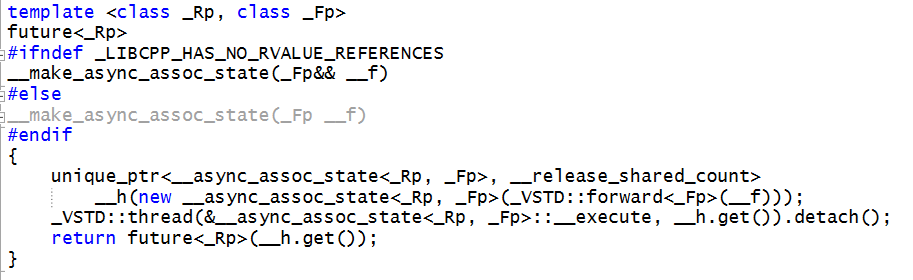 template <class _Rp, class _Fp>
future<_Rp>
#ifndef _LIBCPP_HAS_NO_RVALUE_REFERENCES
__make_async_assoc_state(_Fp&& __f)
#else
__make_async_assoc_state(_Fp __f)
#endif
{
    unique_ptr<__async_assoc_state<_Rp, _Fp>, __release_shared_count>
        __h(new __async_assoc_state<_Rp, _Fp>(_VSTD::forward<_Fp>(__f)));
    _VSTD::thread(&__async_assoc_state<_Rp, _Fp>::__execute, __h.get()).detach();
    return future<_Rp>(__h.get());
}